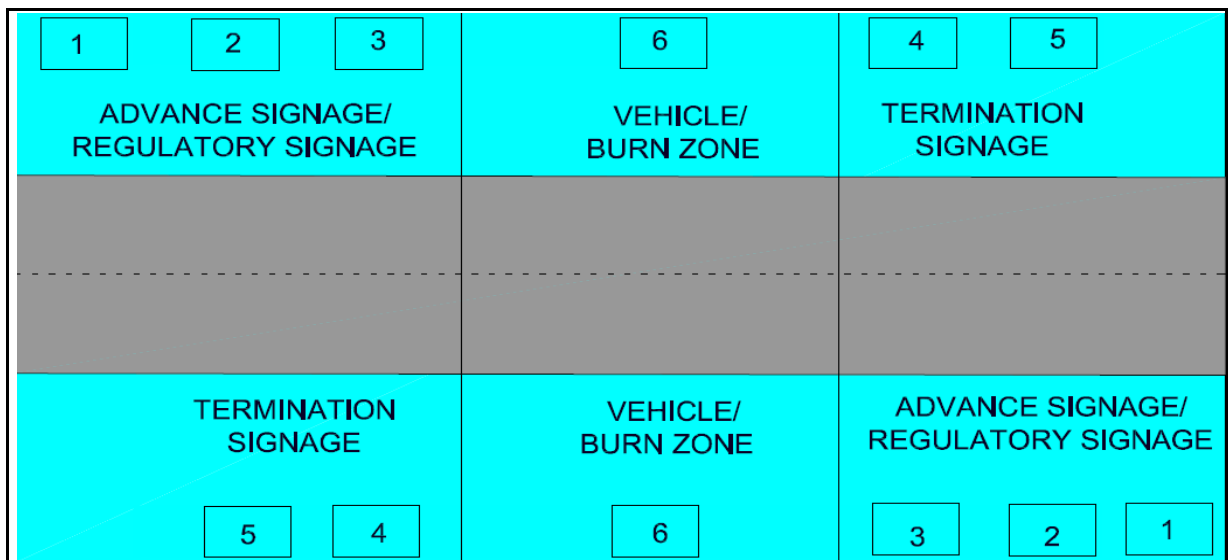 1 2 3 6 4 5
ADVANCE SIGNAGE/
REGULATORY SIGNAGE
VEHICLE/
BURN ZONE
TERMINATION
SIGNAGE
TERMINATION
SIGNAGE
VEHICLE/
BURN ZONE
ADVANCE SIGNAGE/
REGULATORY SIGNAGE
5 4 6 3 2 1